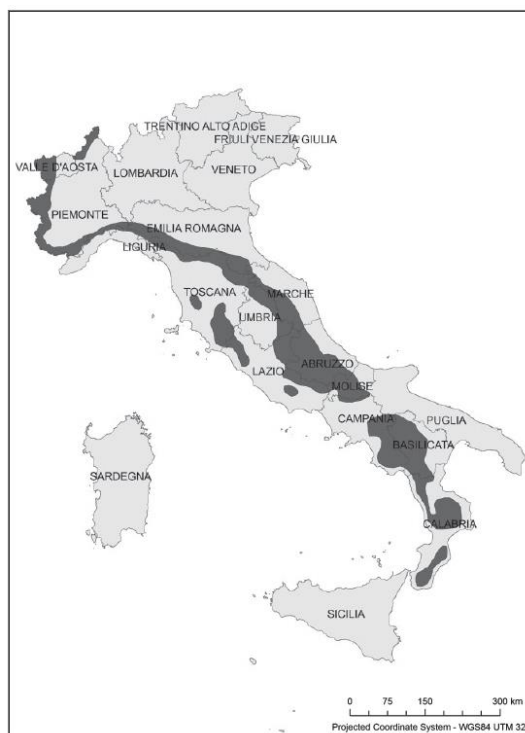 TRENTINO ALTO ADIGE
FRIULI VENEZIA GIULIA
VALLE D'AOSTA
LOMBARDIA
VENETO
PIEMONTE
EMILIA ROMAGNA
LIGURIA
TOSCANA
MARCHE
UMBRIA
ABRUZZO
LAZIO
MOLISE
CAMPANIA
PUGLIA
BASILICATA
SARDEGNA
CALABRIA
SICILIA
0 75 150 300 km
Projected Coordinate System - WGS84 UTM 32